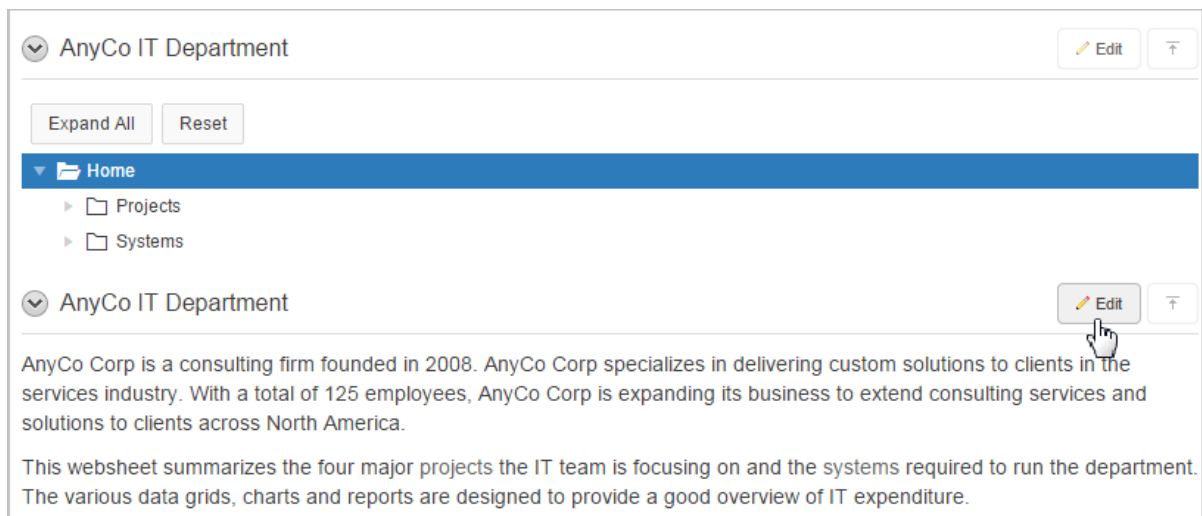 AnyCo IT Department Edit
Expand All Reset
Home
Projects
Systems
AnyCo IT Department Edit
AnyCo Corp is a consulting firm founded in 2008. AnyCo Corp specializes in delivering custom solutions to clients in the
services industry. With a total of 125 employees, AnyCo Corp is expanding its business to extend consulting services and
solutions to clients across North America.
This websheet summarizes the four major projects the IT team is focusing on and the systems required to run the department.
The various data grids, charts and reports are designed to provide a good overview of IT expenditure.